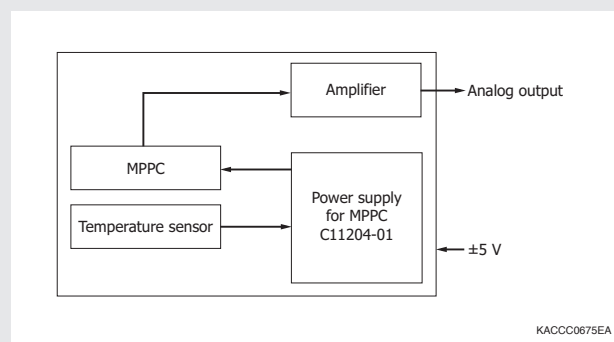 Amplifier
Analog output
MPPC
Power supply
for MPPC
C11204-01
Temperature sensor
±5 V
KACCC0675EA